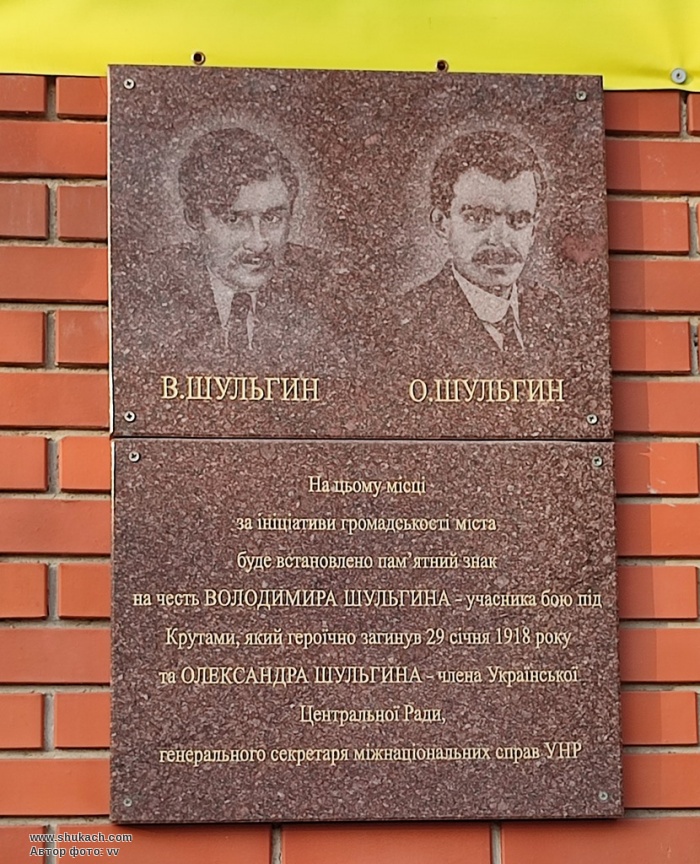 В.ШУЛЬГИН
О.ШУЛЬГИН
На цьому місці
за ініціативи громадськості міста
буде встановлено пам'ятний знак
на честь ВОЛОДИМИРА ШУЛЬГИНА - учасника бою під
Крутами, який героїчно загинув 29 січня 1918 року
та ОЛЕКСАНДРА ШУЛЬГИНА - члена Української
Центральної Ради,
генерального секретаря міжнаціональних справ УНР
www.shukach.com
Автор фото: vv